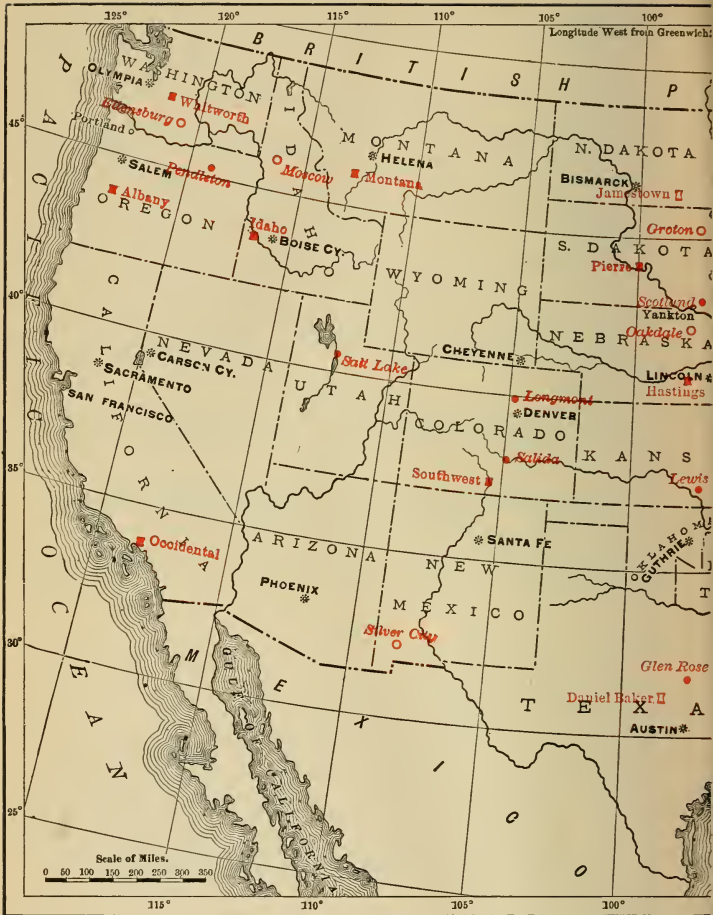 125° 120° 115° 110° 105° 100°
Longitude West from Greenwich.
BRITISH P
WASHINGTON
OLYMPIA
Whitworth
Ellensburg
45°
Portland
IDAHO
MONTANA
N. DAKOTA
HELENA
SALEM
Pendleton
Moscow
Montana
BISMARCK
Jamestown
Albany
OREGON
Idaho
BOISE CY.
Groton
S. DAKOTA
Pierre
WYOMING
40°
Scotland
Yankton
NEBRASKA
Oakdale
CALIFORNIA
NEVADA
CARSON CY.
SACRAMENTO
Salt Lake
CHEYENNE
LINCOLN
Hastings
UTAH
SAN FRANCISCO
Longmont
DENVER
COLORADO
KANS
35°
Salida
Southwest
Lewis
Occidental
ARIZONA
NEW
MEXICO
SANTA FE
OKLAHOM
GUTHRIE
T
PHOENIX
30°
Silver City
Glen Rose
Daniel Baker
TEXA
AUSTIN
MEXICO
GULF OF CALIFORNIA
PACIFIC OCEAN
25°
Scale of Miles.
0 50 100 150 200 250 300 350
115° 110° 105° 100°